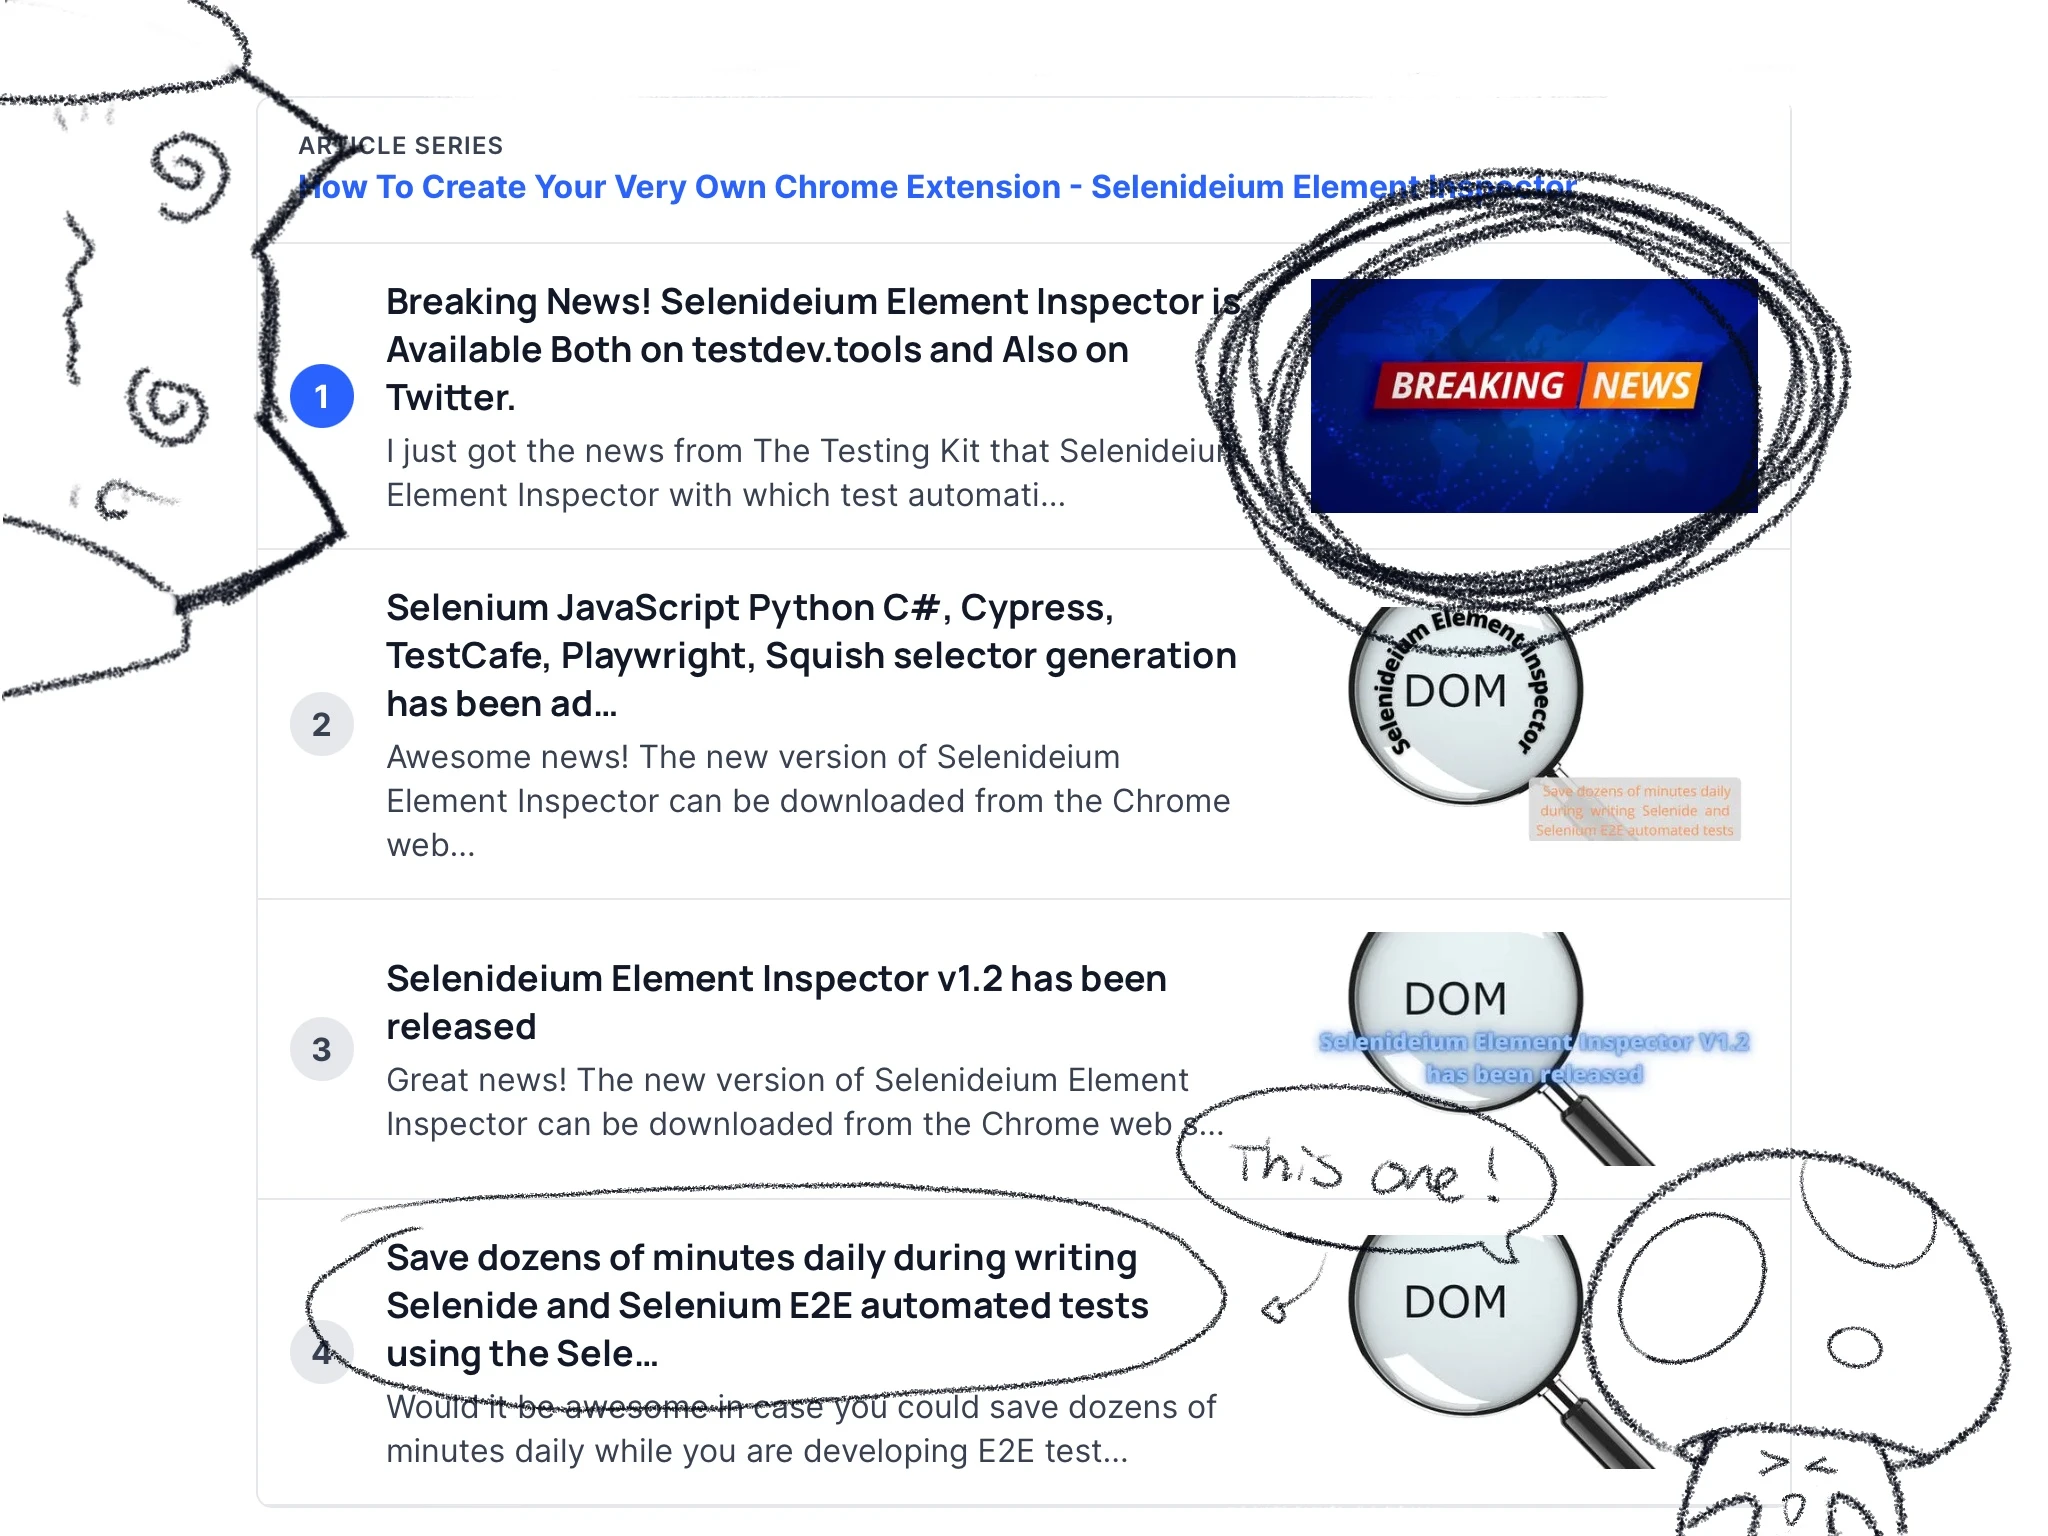 ARTICLE SERIES
How To Create Your Very Own Chrome Extension - Selenideium Element Inspector
1
Breaking News! Selenideium Element Inspector is
Available Both on testdev.tools and Also on
Twitter.
I just got the news from The Testing Kit that Selenideium
Element Inspector with which test automati...
BREAKING NEWS
2
Selenium JavaScript Python C#, Cypress,
TestCafe, Playwright, Squish selector generation
has been ad...
Awesome news! The new version of Selenideium
Element Inspector can be downloaded from the Chrome
web...
Selenideium Element Inspector
DOM
Save dozens of minutes daily
during writing Selenide and
Selenium E2E automated tests
3
Selenideium Element Inspector v1.2 has been
released
Great news! The new version of Selenideium Element
Inspector can be downloaded from the Chrome web s...
DOM
Selenideium Element Inspector V1.2
has been released
This one!
4
Save dozens of minutes daily during writing
Selenide and Selenium E2E automated tests
using the Sele...
Would it be awesome in case you could save dozens of
minutes daily while you are developing E2E test...
DOM